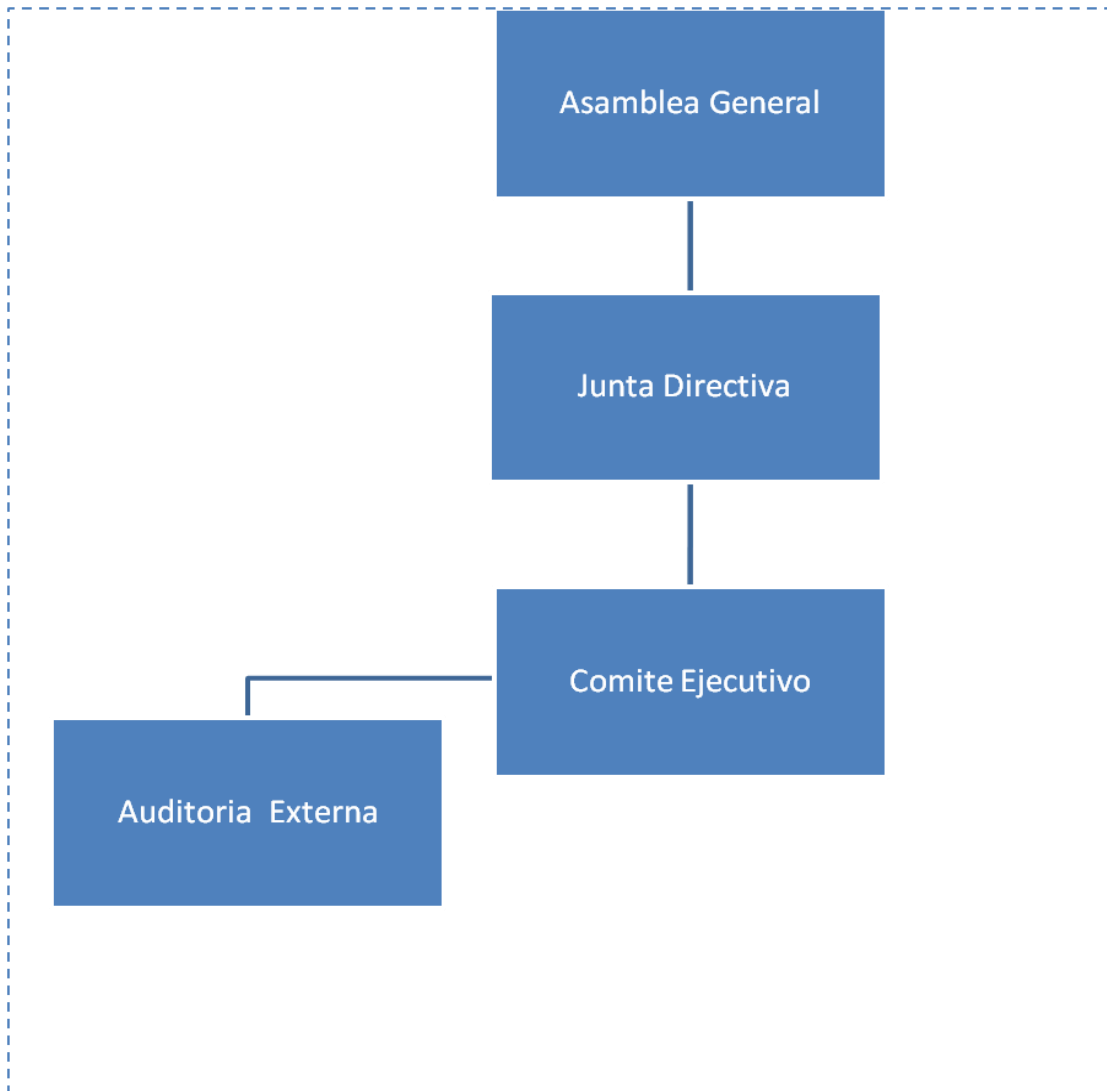 Asamblea General
Junta Directiva
Comite Ejecutivo
Auditoria  Externa